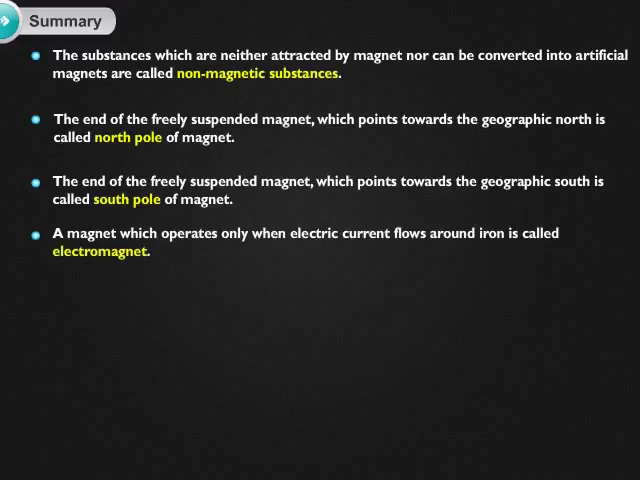 Summary
The substances which are neither attracted by magnet nor can be converted into artificial
magnets are called non-magnetic substances.
The end of the freely suspended magnet, which points towards the geographic north is
called north pole of magnet.
The end of the freely suspended magnet, which points towards the geographic south is
called south pole of magnet.
A magnet which operates only when electric current flows around iron is called
electromagnet.